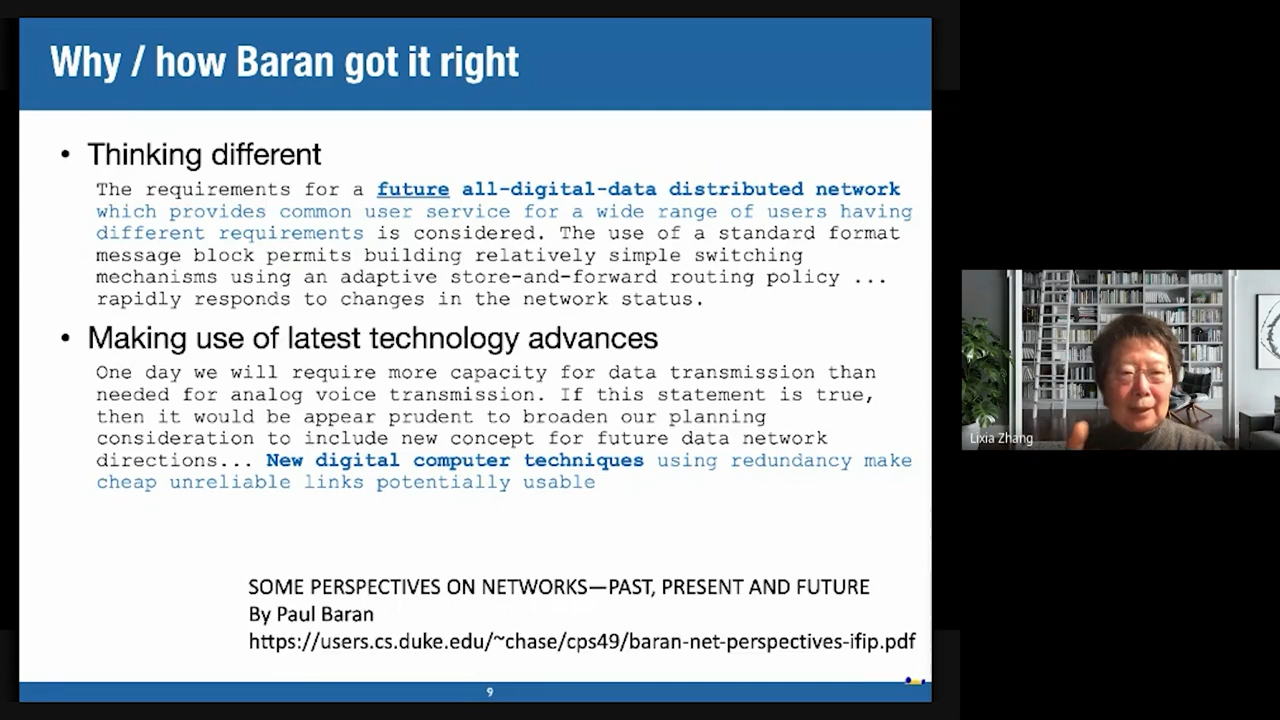 Why / how Baran got it right
• Thinking different
The requirements for a future all-digital-data distributed network
which provides common user service for a wide range of users having
different requirements is considered. The use of a standard format
message block permits building relatively simple switching
mechanisms using an adaptive store-and-forward routing policy ...
rapidly responds to changes in the network status.
• Making use of latest technology advances
One day we will require more capacity for data transmission than
needed for analog voice transmission. If this statement is true,
then it would be appear prudent to broaden our planning
consideration to include new concept for future data network
directions... New digital computer techniques using redundancy make
cheap unreliable links potentially usable
SOME PERSPECTIVES ON NETWORKS—PAST, PRESENT AND FUTURE
By Paul Baran
https://users.cs.duke.edu/~chase/cps49/baran-net-perspectives-ifip.pdf
9
Lixia Zhang